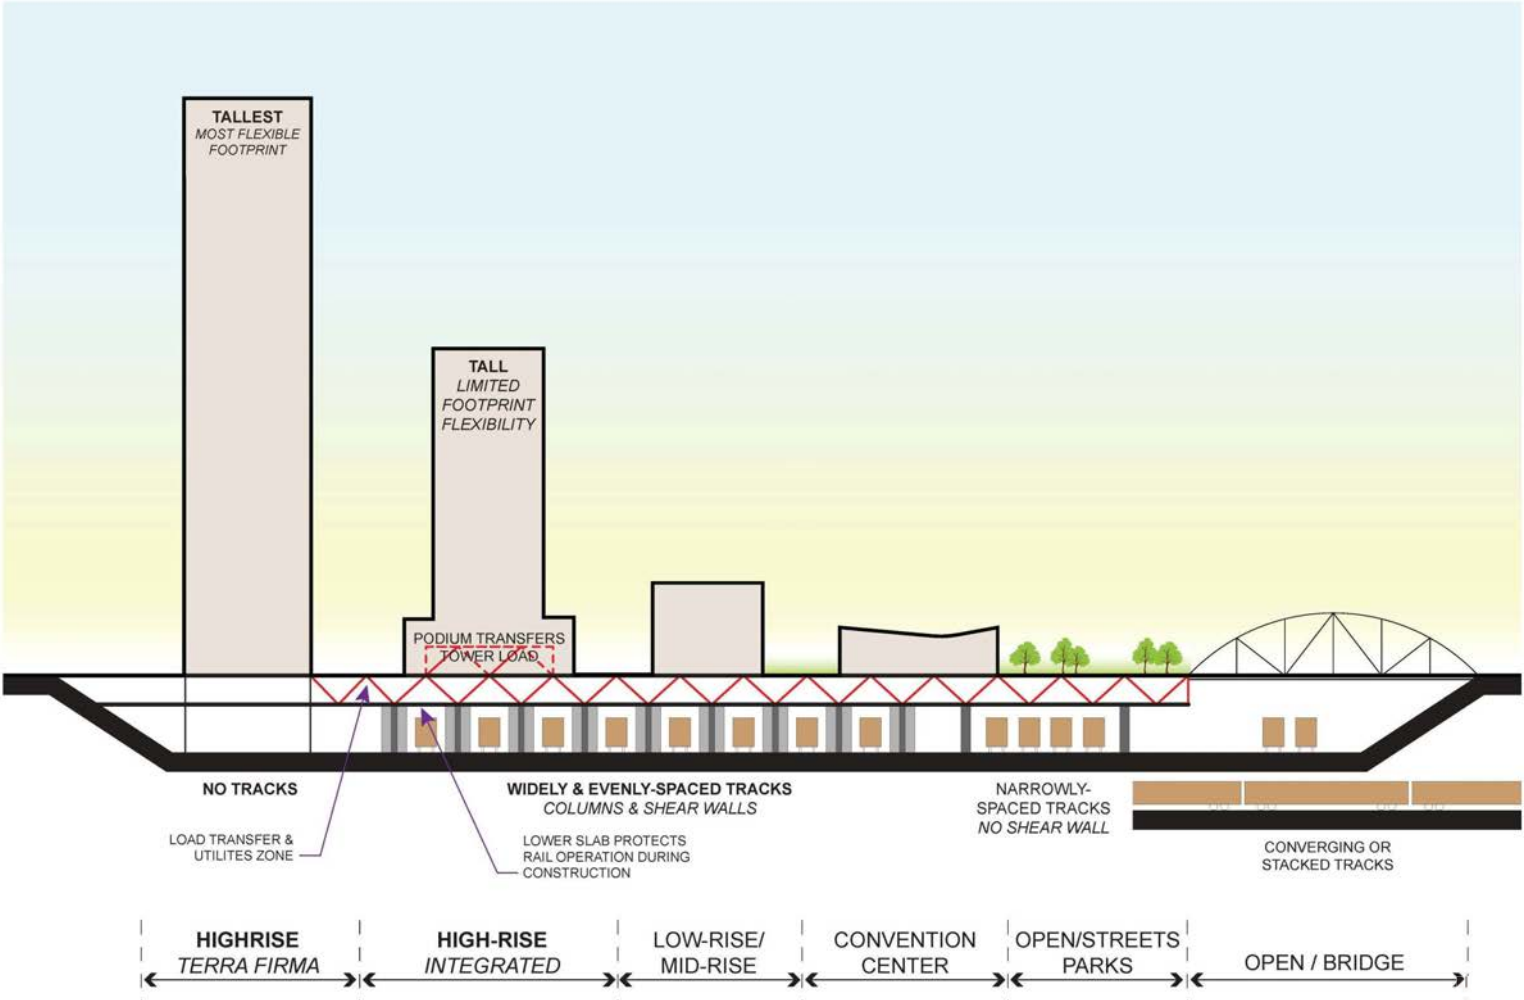 TALLEST
MOST FLEXIBLE
FOOTPRINT
TALL
LIMITED
FOOTPRINT
FLEXIBILITY
PODIUM TRANSFERS
TOWER LOAD
NO TRACKS
WIDELY & EVENLY-SPACED TRACKS
COLUMNS & SHEAR WALLS
NARROWLY-
SPACED TRACKS
NO SHEAR WALL
LOAD TRANSFER &
UTILITES ZONE
LOWER SLAB PROTECTS
RAIL OPERATION DURING
CONSTRUCTION
CONVERGING OR
STACKED TRACKS
HIGHRISE
TERRA FIRMA
HIGH-RISE
INTEGRATED
LOW-RISE/
MID-RISE
CONVENTION
CENTER
OPEN/STREETS
PARKS
OPEN / BRIDGE